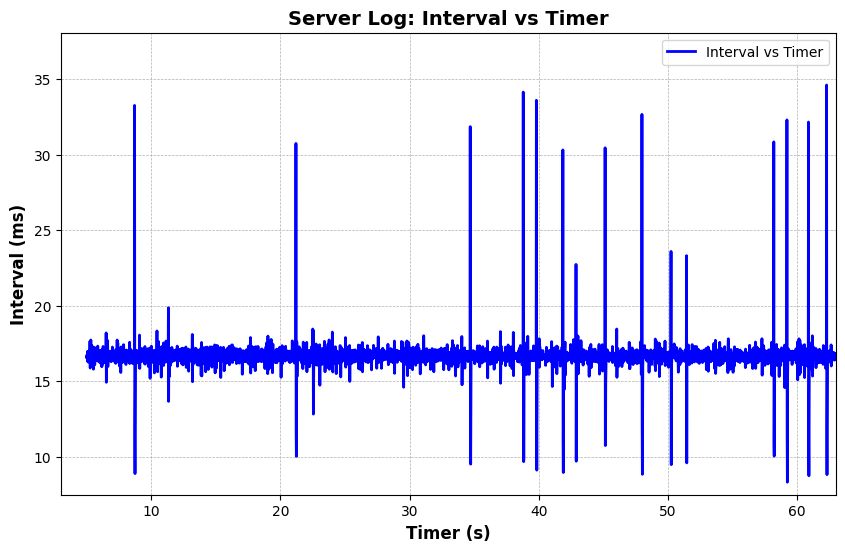 Server Log: Interval vs Timer
Interval vs Timer
35
30
25
20
15
10
Interval (ms)
10 20 30 40 50 60
Timer (s)